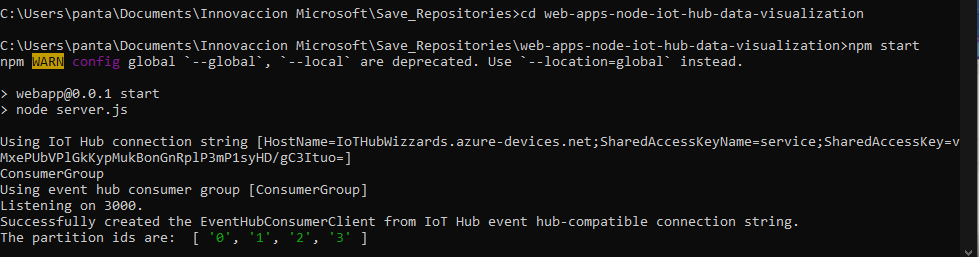 C:\Users\panta\Documents\Innovaccion Microsoft\Save_Repositories>cd web-apps-node-iot-hub-data-visualization
C:\Users\panta\Documents\Innovaccion Microsoft\Save_Repositories\web-apps-node-iot-hub-data-visualization>npm start
npm WARN config global `--global`, `--local` are deprecated. Use `--location=global` instead.
> webapp@0.0.1 start
> node server.js
Using IoT Hub connection string [HostName=IoTHubWizzards.azure-devices.net;SharedAccessKeyName=service;SharedAccessKey=v
MxePUbVPlGkKypMukBonGnRplP3mP1syHD/gC3Ituo=]
ConsumerGroup
Using event hub consumer group [ConsumerGroup]
Listening on 3000.
Successfully created the EventHubConsumerClient from IoT Hub event hub-compatible connection string.
The partition ids are:  [ '0', '1', '2', '3' ]